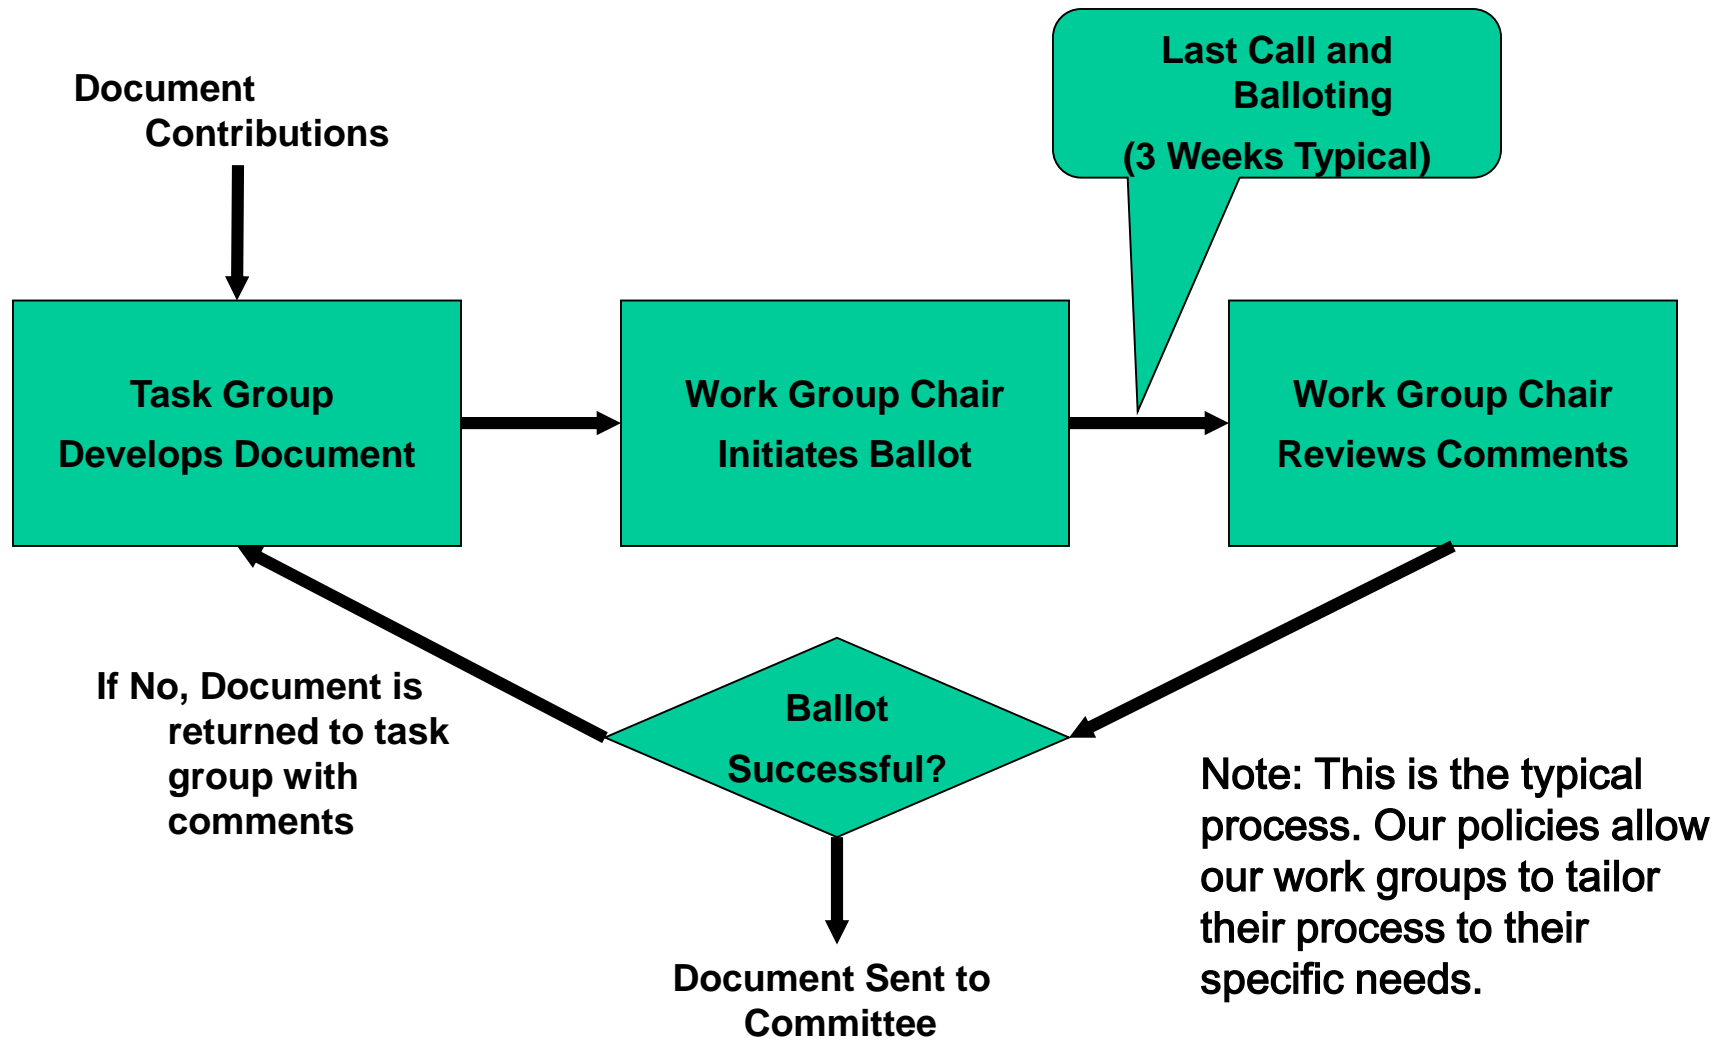 Document
Contributions
Last Call and
Balloting
(3 Weeks Typical)
Task Group
Develops Document
Work Group Chair
Initiates Ballot
Work Group Chair
Reviews Comments
If No, Document is
returned to task
group with
comments
Ballot
Successful?
Note: This is the typical
process. Our policies allow
our work groups to tailor
their process to their
specific needs.
Document Sent to
Committee